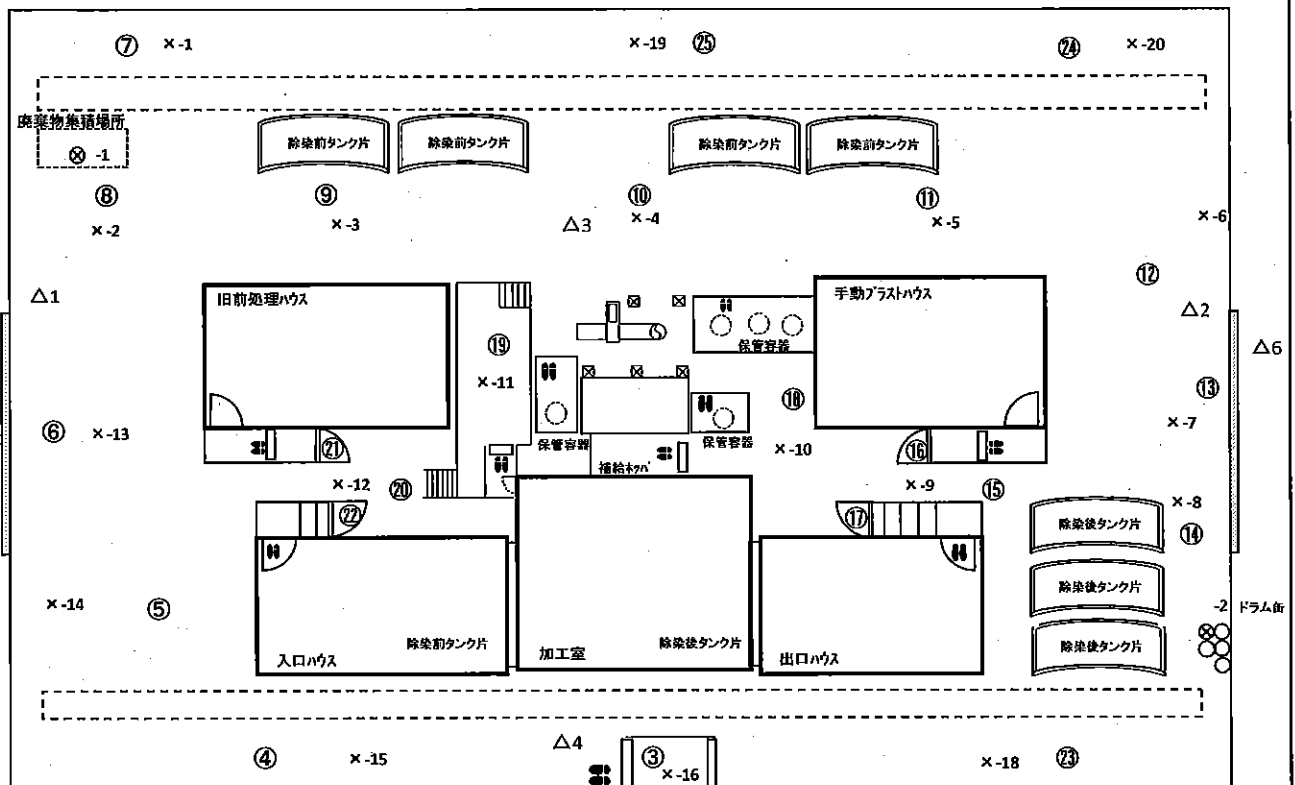 ⑦ ×-1 ×-19 ㉕ ㉔ ×-20
廃棄物集積場所
⊗ -1
除染前タンク片 除染前タンク片 除染前タンク片 除染前タンク片
⑧ ⑨ ⑩ ⑪
×-2 ×-3 △3 ×-4 ×-5 ×-6
⑫
△1 旧前処理ハウス 手動ブラストハウス △2
保管容器
⑲ △6
×-11 ⑬
⑱
⑥ ×-13 ×-7
保管容器 保管容器
㉑ ×-10 ⑯
補給ホッパ
×-12 ⑳ ×-9 ⑮
×-8
㉒ ⑰ 除染後タンク片 ⑭
除染後タンク片
×-14 ⑤ -2 ドラム缶
除染前タンク片 除染後タンク片 除染後タンク片
入口ハウス 加工室 出口ハウス
④ ×-15 △4 ③ ×-16 ×-18 ㉓